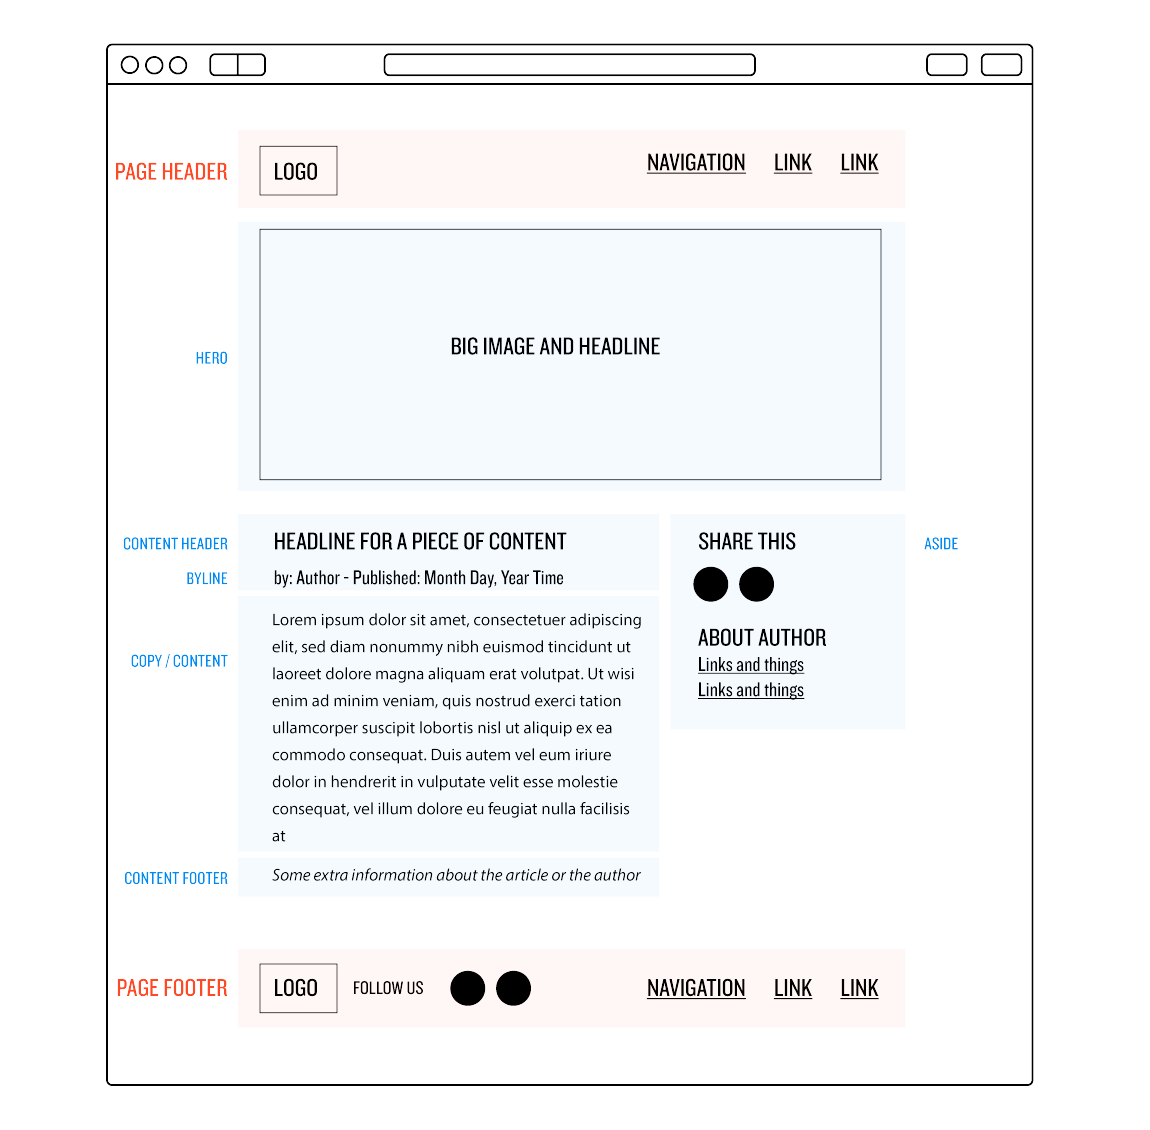 PAGE HEADER
LOGO
NAVIGATION LINK LINK
HERO
BIG IMAGE AND HEADLINE
CONTENT HEADER
HEADLINE FOR A PIECE OF CONTENT
BYLINE
by: Author - Published: Month Day, Year Time
COPY / CONTENT
Lorem ipsum dolor sit amet, consectetuer adipiscing
elit, sed diam nonummy nibh euismod tincidunt ut
laoreet dolore magna aliquam erat volutpat. Ut wisi
enim ad minim veniam, quis nostrud exerci tation
ullamcorper suscipit lobortis nisl ut aliquip ex ea
commodo consequat. Duis autem vel eum iriure
dolor in hendrerit in vulputate velit esse molestie
consequat, vel illum dolore eu feugiat nulla facilisis
at
CONTENT FOOTER
Some extra information about the article or the author
SHARE THIS
ASIDE
ABOUT AUTHOR
Links and things
Links and things
PAGE FOOTER
LOGO
FOLLOW US
NAVIGATION LINK LINK